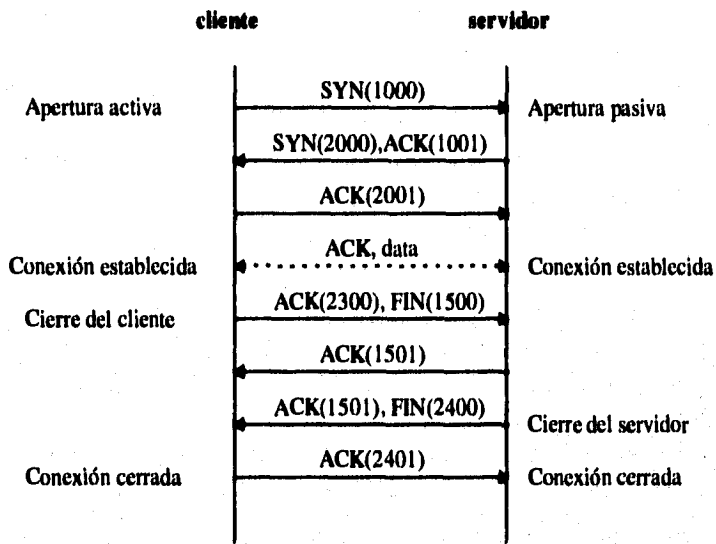 cliente servidor
SYN(1000)
Apertura activa Apertura pasiva
SYN(2000),ACK(1001)
ACK(2001)
ACK, data
Conexión establecida Conexión establecida
ACK(2300), FIN(1500)
Cierre del cliente
ACK(1501)
ACK(1501), FIN(2400)
Cierre del servidor
ACK(2401)
Conexión cerrada Conexión cerrada